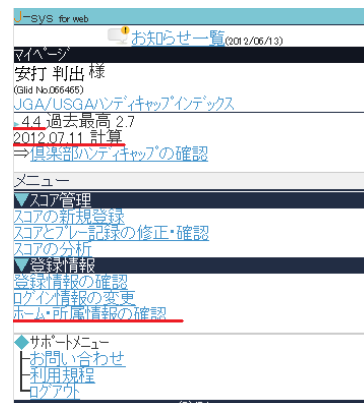 J-sys for web
お知らせ一覧(2012/06/13)
マイページ
安打 判出 様
(Glid No.066465)
JGA/USGAハンディキャップインデックス
4.4 過去最高 2.7
2012.07.11 計算
⇒倶楽部ハンディキャップの確認
メニュー
▼スコア管理
スコアの新規登録
スコアとプレー記録の修正・確認
スコアの分析
▼登録情報
登録情報の確認
ログイン情報の変更
ホーム・所属情報の確認
◆サポートメニュー
お問い合わせ
利用規程
ログアウト